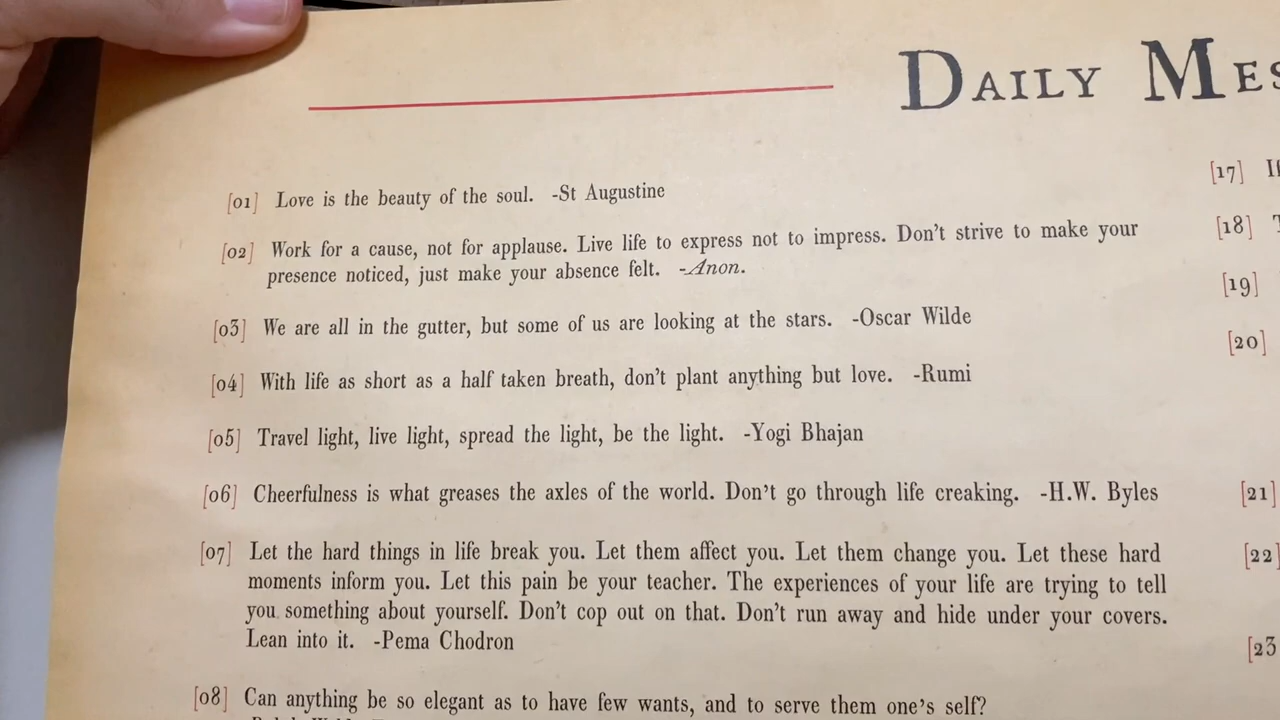 DAILY
[01] Love is the beauty of the soul. -St Augustine
[02] Work for a cause, not for applause. Live life to express not to impress. Don't strive to make your
presence noticed, just make your absence felt. -Anon.
[03] We are all in the gutter, but some of us are looking at the stars. -Oscar Wilde
[04] With life as short as a half taken breath, don't plant anything but love. -Rumi
[05] Travel light, live light, spread the light, be the light. -Yogi Bhajan
[06] Cheerfulness is what greases the axles of the world. Don't go through life creaking. -H.W. Byles
[07] Let the hard things in life break you. Let them affect you. Let them change you. Let these hard
moments inform you. Let this pain be your teacher. The experiences of your life are trying to tell
you something about yourself. Don't cop out on that. Don't run away and hide under your covers.
Lean into it. -Pema Chodron
[08] Can anything be so elegant as to have few wants, and to serve them one's self?
[17]
[18]
[19]
[20]
[21]
[22]
[23